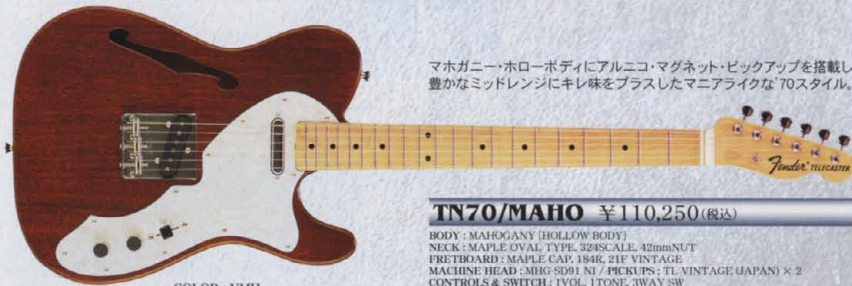 マホガニー・ホローボディにアルニコ・マグネット・ピックアップを搭載し
豊かなミッドレンジにキレ味をプラスしたマニアライクな'70スタイル。
Fender TELECASTER
TN70/MAHO ￥110,250(税込)
BODY : MAHOGANY [HOLLOW BODY]
NECK : MAPLE OVAL TYPE, 324SCALE, 42mmNUT
FRETBOARD : MAPLE CAP, 184R, 21F VINTAGE
MACHINE HEAD : MHG-SD91 NI / PICKUPS : TL VINTAGE (JAPAN) × 2
CONTROLS & SWITCH : 1VOL, 1TONE, 3WAY SW